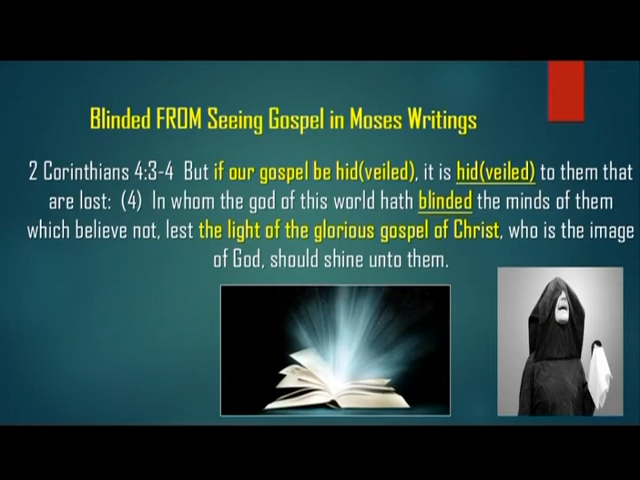 Blinded FROM Seeing Gospel in Moses Writings
2 Corinthians 4:3-4 But if our gospel be hid(veiled), it is hid(veiled) to them that
are lost: (4) In whom the god of this world hath blinded the minds of them
which believe not, lest the light of the glorious gospel of Christ, who is the image
of God, should shine unto them.